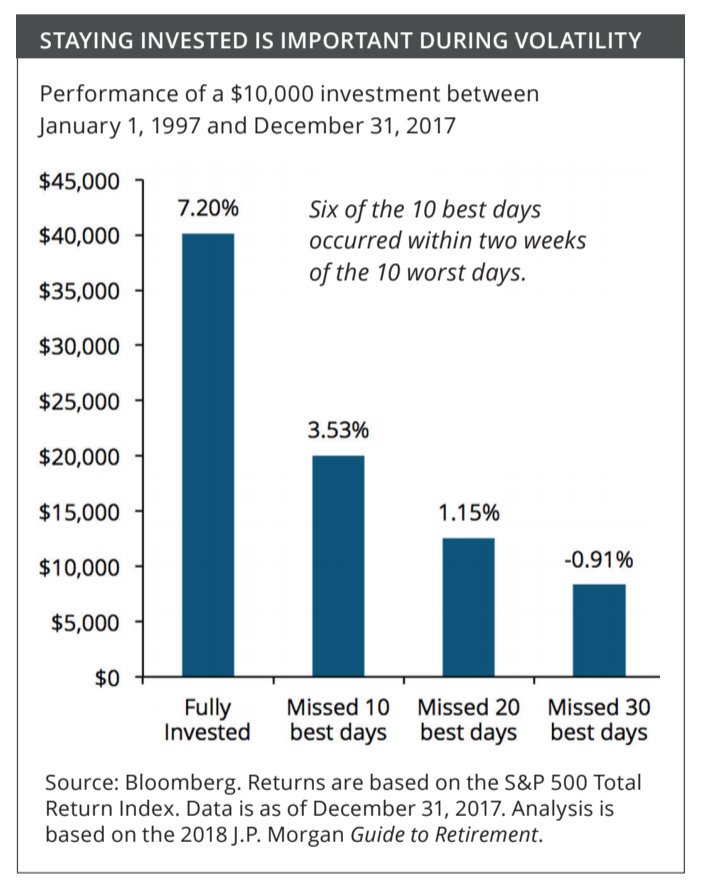 STAYING INVESTED IS IMPORTANT DURING VOLATILITY
Performance of a $10,000 investment between
January 1, 1997 and December 31, 2017
$45,000
$40,000
$35,000
$30,000
$25,000
$20,000
$15,000
$10,000
$5,000
$0
7.20%
Six of the 10 best days
occurred within two weeks
of the 10 worst days.
3.53%
1.15%
-0.91%
Fully
Invested
Missed 10
best days
Missed 20
best days
Missed 30
best days
Source: Bloomberg. Returns are based on the S&P 500 Total
Return Index. Data is as of December 31, 2017. Analysis is
based on the 2018 J.P. Morgan Guide to Retirement.